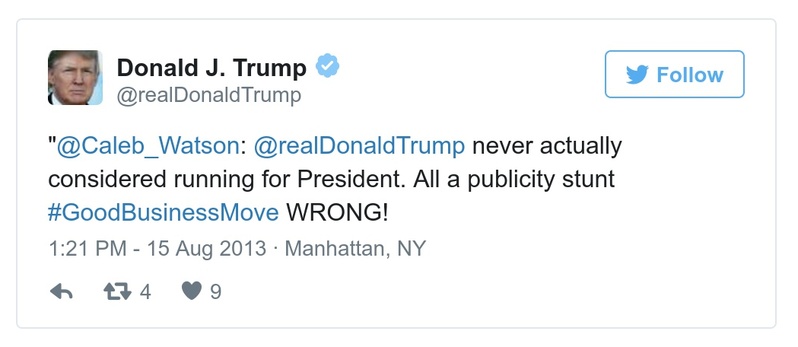 Donald J. Trump
@realDonaldTrump
Follow
"@Caleb_Watson: @realDonaldTrump never actually
considered running for President. All a publicity stunt
#GoodBusinessMove WRONG!
1:21 PM - 15 Aug 2013 · Manhattan, NY
4 9